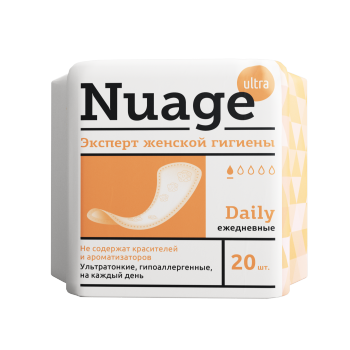 ultra
Nuage
Эксперт женской гигиены
Daily
ежедневные
Не содержат красителей
и ароматизаторов
Ультратонкие, гипоаллергенные,
на каждый день
20 шт.